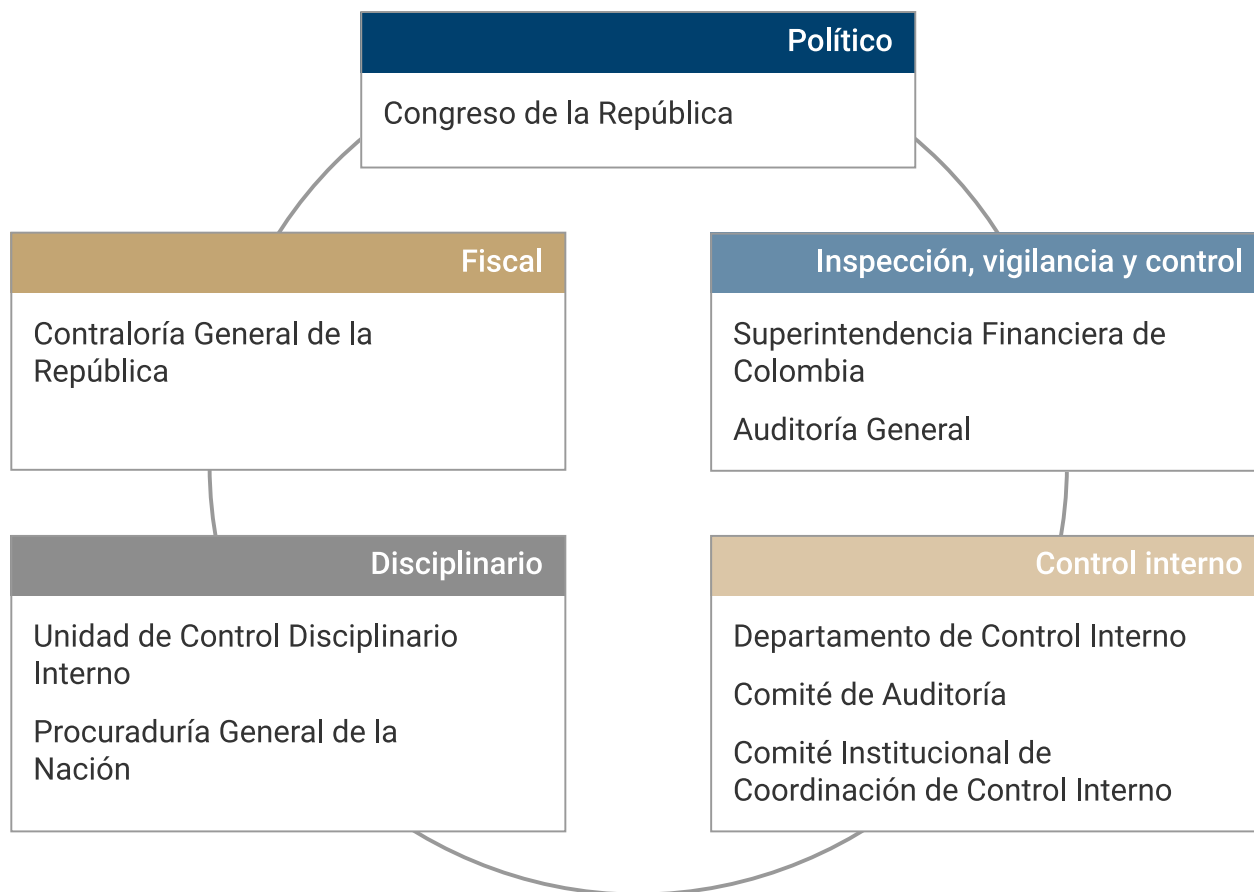 Político
Congreso de la República
Fiscal
Contraloría General de la
República
Inspección, vigilancia y control
Superintendencia Financiera de
Colombia
Auditoría General
Disciplinario
Unidad de Control Disciplinario
Interno
Procuraduría General de la
Nación
Control interno
Departamento de Control Interno
Comité de Auditoría
Comité Institucional de
Coordinación de Control Interno